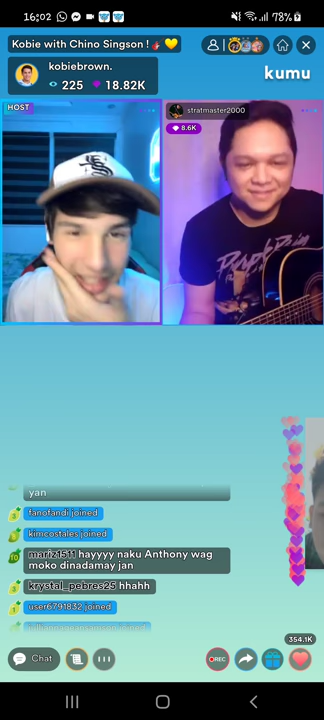 16:02
78%
Kobie with Chino Singson !
kobiebrown.
225 18.82K
kumu
HOST
stratmaster2000
8.6K
yan
fanofandi joined
kimcostales joined
mariz1511 hayyyy naku Anthony wag
moko dinadamay jan
krystal_pebres25 hhahh
user6791832 joined
354.1K
Chat
REC